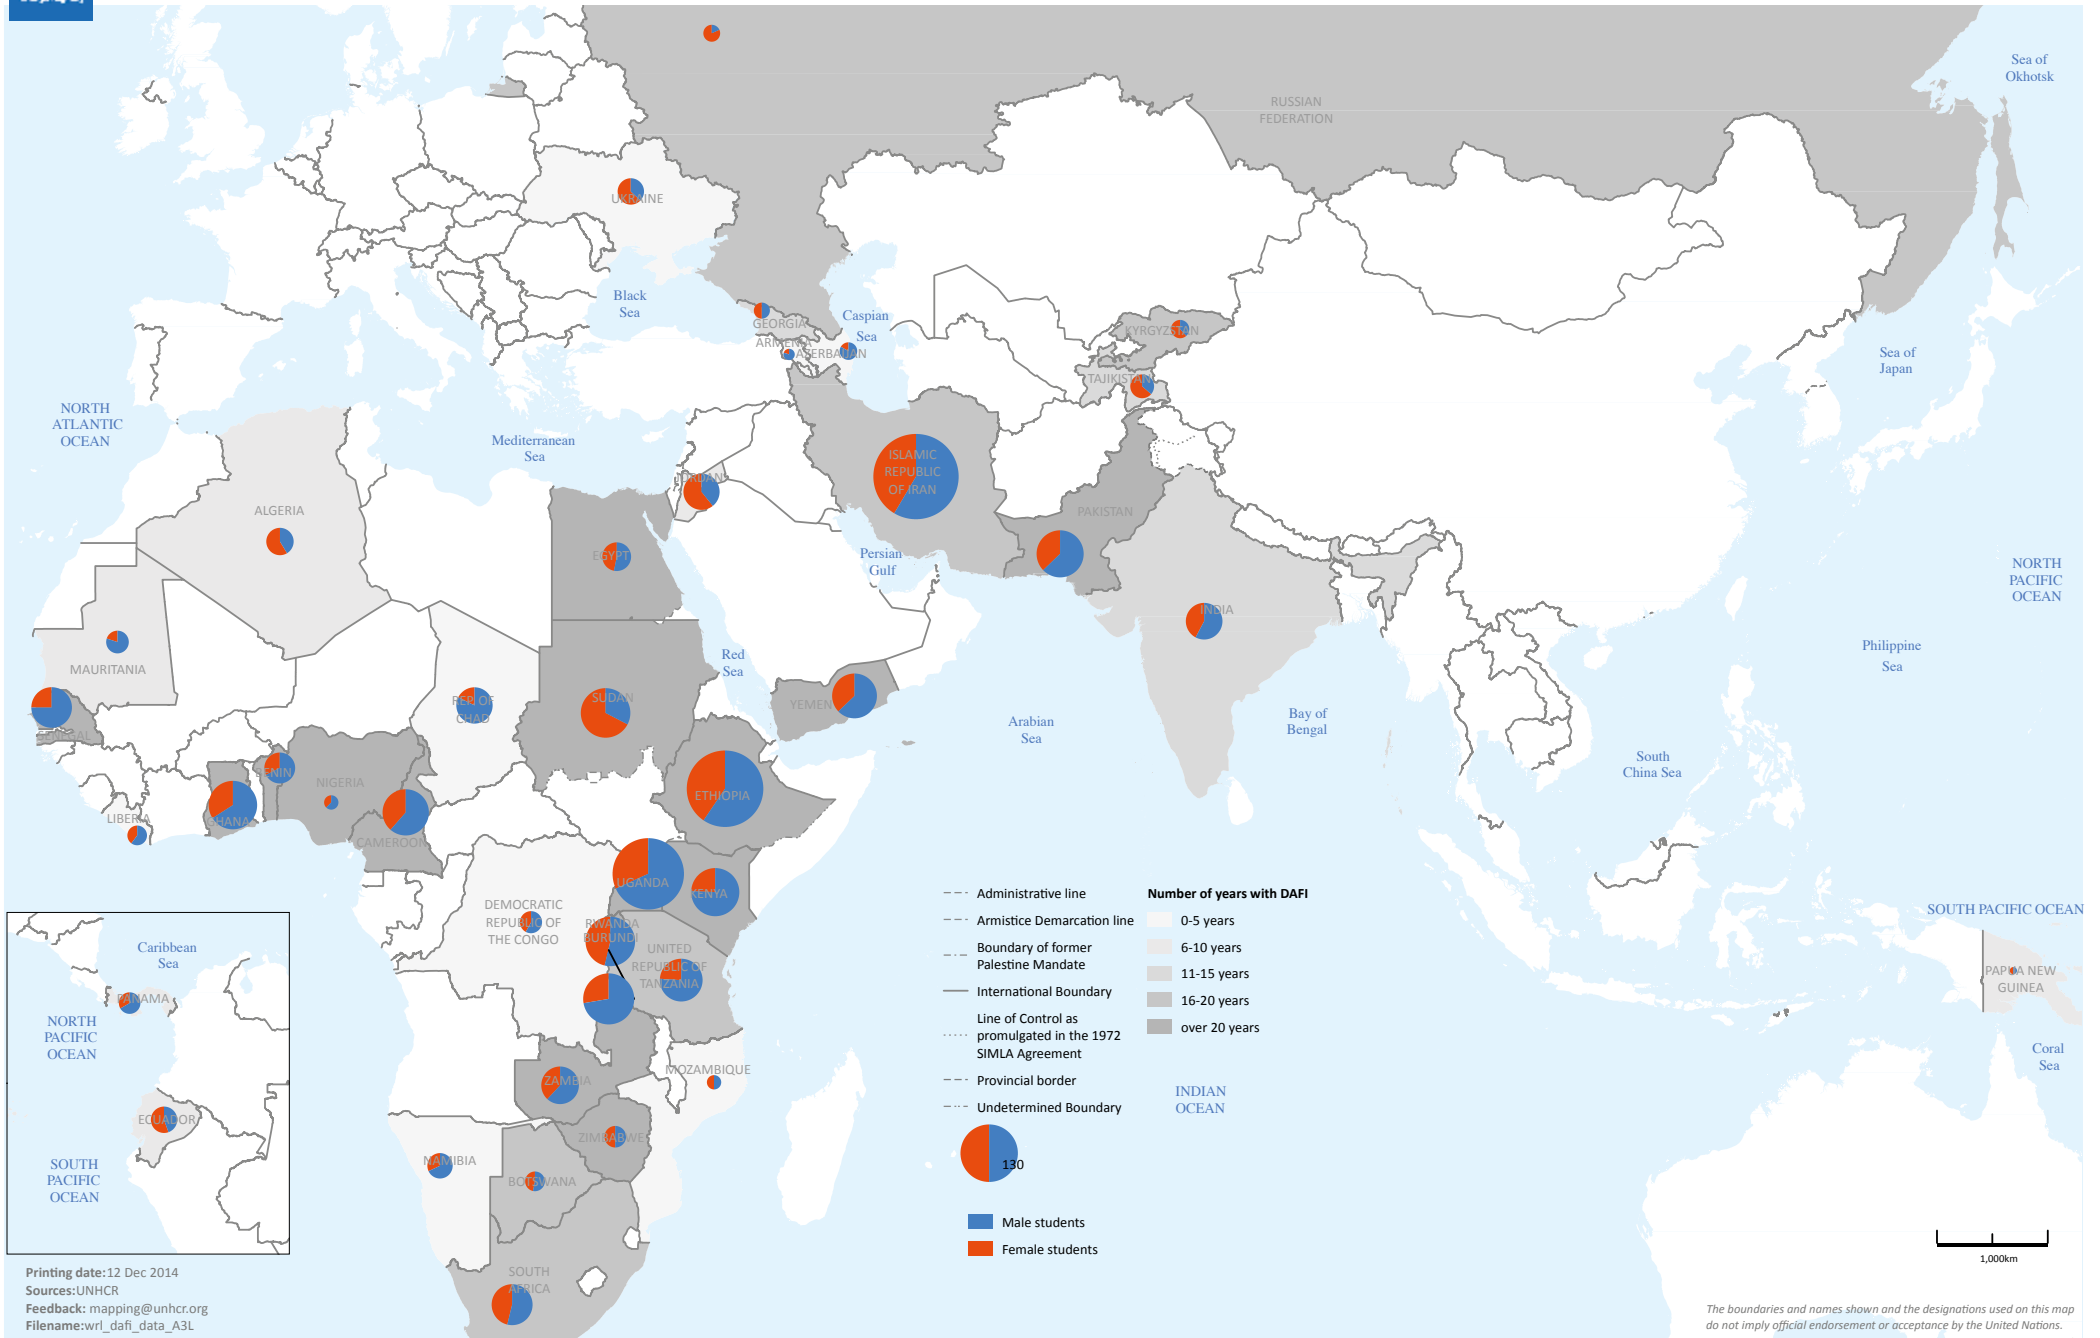 Sea of
Okhotsk
RUSSIAN
FEDERATION
UKRAINE
Black
Sea
GEORGIA
Caspian
Sea
ARMENIA
AZERBAIJAN
KYRGYZSTAN
TAJIKISTAN
Sea of
Japan
NORTH
ATLANTIC
OCEAN
Mediterranean
Sea
ISLAMIC
REPUBLIC
OF IRAN
JORDAN
ALGERIA
PAKISTAN
EGYPT
Persian
Gulf
NORTH
PACIFIC
OCEAN
INDIA
MAURITANIA
Red
Sea
Philippine
Sea
REP OF
CHAD
SUDAN
YEMEN
SENEGAL
Arabian
Sea
Bay of
Bengal
South
China Sea
BENIN
NIGERIA
ETHIOPIA
LIBERIA
GHANA
CAMEROON
UGANDA
KENYA
DEMOCRATIC
REPUBLIC OF
THE CONGO
RWANDA
BURUNDI
UNITED
REPUBLIC OF
TANZANIA
SOUTH PACIFIC OCEAN
PAPUA NEW
GUINEA
Coral
Sea
Caribbean
Sea
PANAMA
NORTH
PACIFIC
OCEAN
ECUADOR
SOUTH
PACIFIC
OCEAN
ZAMBIA
MOZAMBIQUE
ZIMBABWE
NAMIBIA
BOTSWANA
SOUTH
AFRICA
INDIAN
OCEAN
Administrative line
Armistice Demarcation line
Boundary of former
Palestine Mandate
International Boundary
Line of Control as
promulgated in the 1972
SIMLA Agreement
Provincial border
Undetermined Boundary
Number of years with DAFI
0-5 years
6-10 years
11-15 years
16-20 years
over 20 years
130
Male students
Female students
1,000km
Printing date:12 Dec 2014
Sources:UNHCR
Feedback: mapping@unhcr.org
Filename:wrl_dafi_data_A3L
The boundaries and names shown and the designations used on this map
do not imply official endorsement or acceptance by the United Nations.